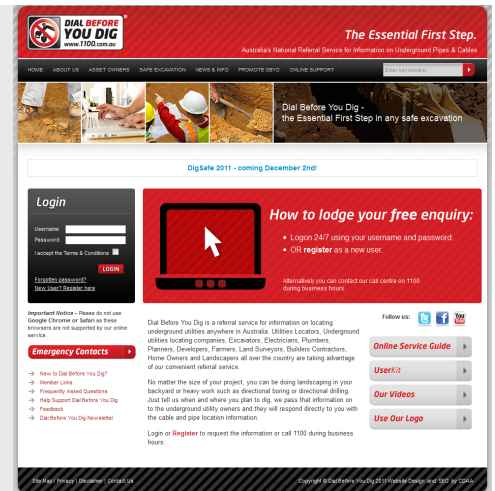 DIAL BEFORE
YOU DIG
www.1100.com.au
The Essential First Step.
Australia's National Referral Service for Information on Underground Pipes & Cables
HOME ABOUT US ASSET OWNERS SAFE EXCAVATION NEWS & INFO PROMOTE DBYD ONLINE SUPPORT
Enter keyword(s)
Dial Before You Dig -
the Essential First Step in any safe excavation
DigSafe 2011 - coming December 2nd!
Login
Username
Password
I accept the Terms & Conditions
LOGIN
Forgotten password?
New User? Register here
How to lodge your free enquiry:
• Logon 24/7 using your username and password.
• OR register as a new
user.
Alternatively you can contact our call centre on 1100
during business hours.
Important Notice - Please do not use
Google Chrome or Safari as these
browsers are not supported by our online
service.
Emergency Contacts
New to Dial Before You Dig?
Member Links
Frequently Asked Questions
Help Support Dial Before You Dig
Feedback
Dial Before You Dig Newsletter
Dial Before You Dig is a referral service for information on locating
underground utilities anywhere in Australia. Utilities Locators, Underground
utilities locating companies, Excavators, Electricians, Plumbers,
Planners, Developers, Farmers, Land Surveyors, Builders Contractors,
Home Owners and Landscapers all over the country are taking advantage
of our convenient referral service.
No matter the size of your project, you can be doing landscaping in your
backyard or heavy work such as directional boring or directional drilling.
Just tell us when and where you plan to dig, we pass that information on
to the underground utility owners and they will respond directly to you with
the cable and pipe location information.
Login or Register to request the information or call 1100 during business
hours.
Follow us:
You
Tube
Online Service Guide
UserKit
Our Videos
Use Our Logo
Site Map | Privacy | Disclaimer | Contact Us
Copyright © Dial Before You Dig 2011 Website Design and SEO by CDAA